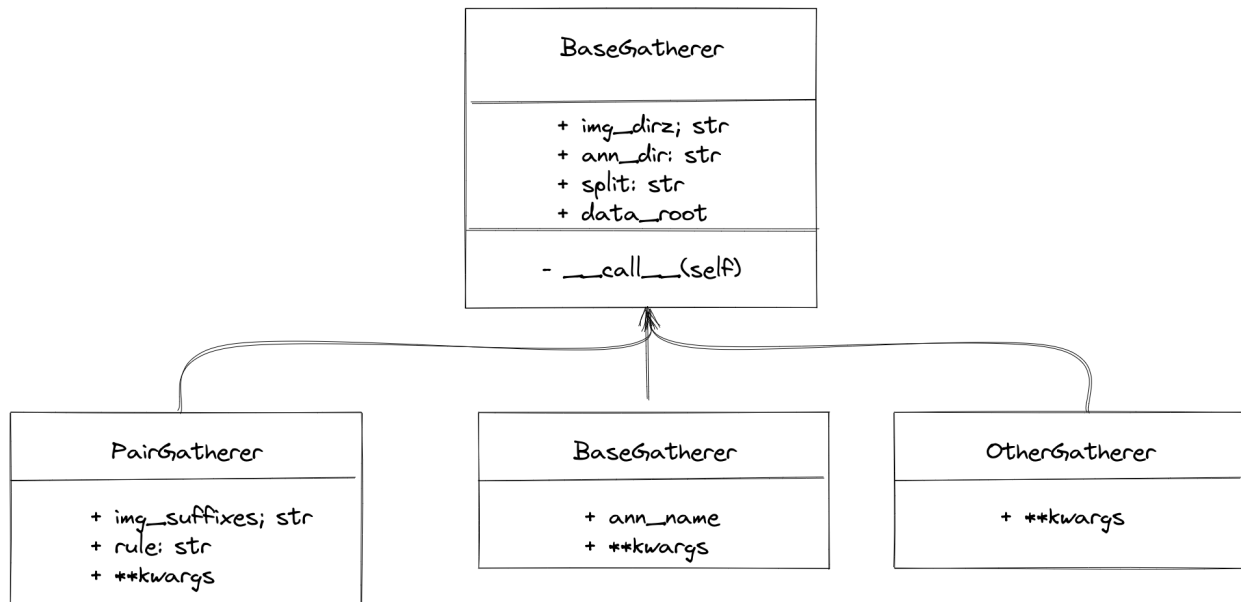 BaseGatherer
+ img_dirz; str
+ ann_dir: str
+ split: str
+ data_root
- __call__(self)
PairGatherer
+ img_suffixes; str
+ rule: str
+ **kwargs
BaseGatherer
+ ann_name
+ **kwargs
OtherGatherer
+ **kwargs